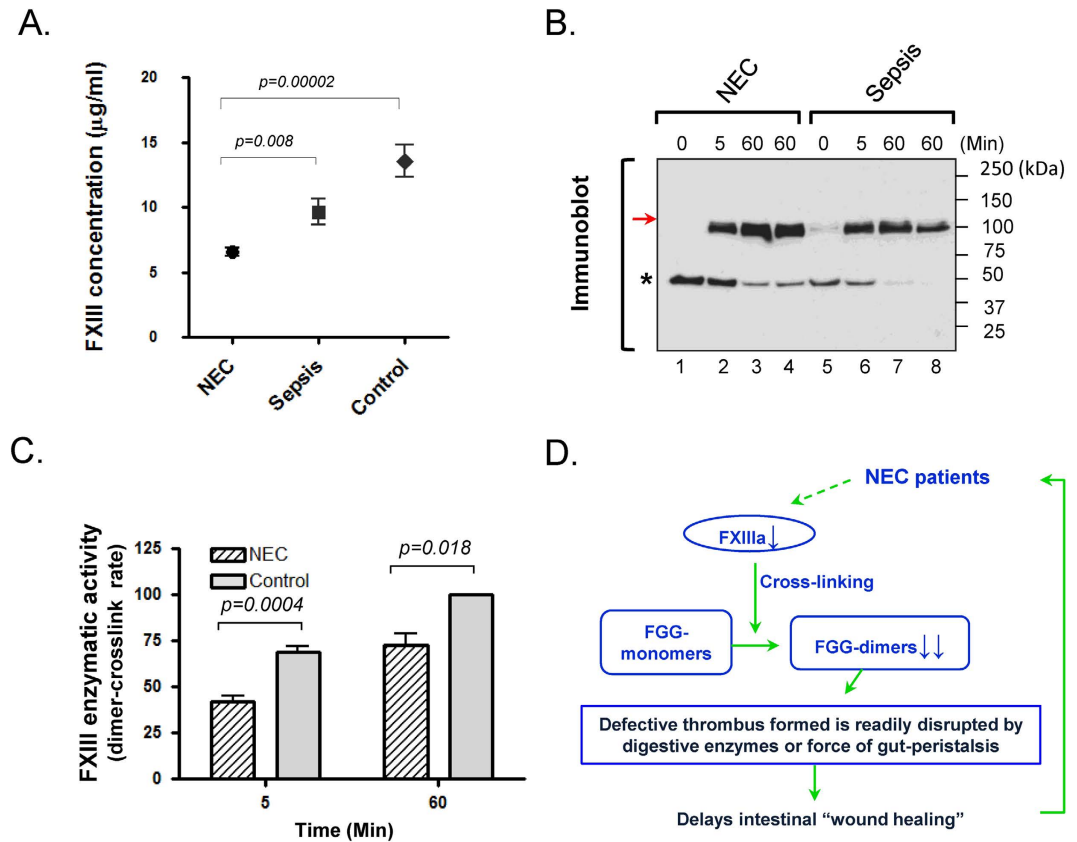 A.
FXIII concentration (µg/ml)
20
15
10
5
0
p=0.00002
p=0.008
NEC
Sepsis
Control
B.
NEC
Sepsis
0 5 60 60 0 5 60 60 (Min)
Immunoblot
*
250 (kDa)
150
100
75
50
37
25
1 2 3 4 5 6 7 8
C.
FXIII enzymatic activity
(dimer-crosslink rate)
125
100
75
50
25
0
NEC
Control
p=0.0004
p=0.018
5
60
Time (Min)
D.
NEC patients
FXIIIa↓
Cross-linking
FGG-
monomers
FGG-dimers↓↓
Defective thrombus formed is readily disrupted by
digestive enzymes or force of gut-peristalsis
Delays intestinal “wound healing”